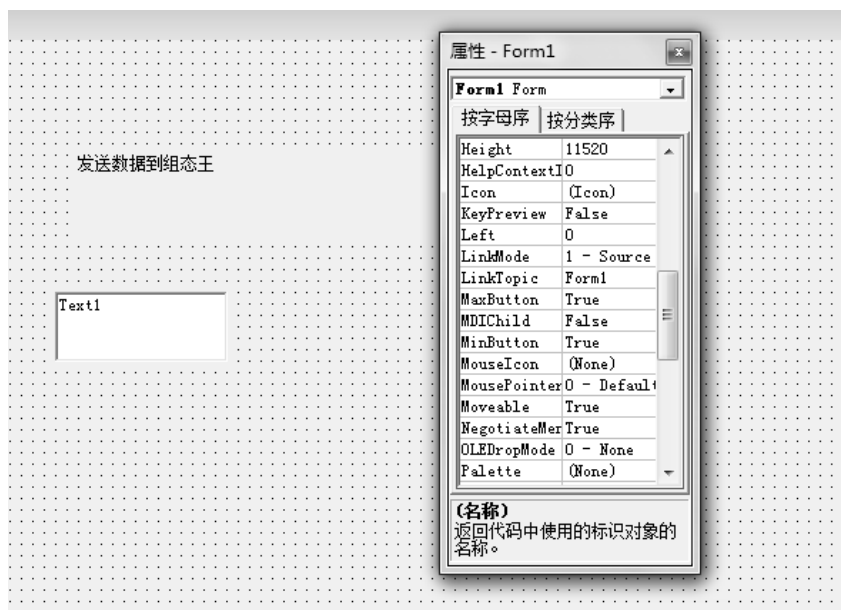 发送数据到组态王
Text1
属性 - Form1
Form1 Form
按字母序 按分类序
Height 11520
HelpContextI 0
Icon (Icon)
KeyPreview False
Left 0
LinkMode 1 - Source
LinkTopic Form1
MaxButton True
MDIChild False
MinButton True
MouseIcon (None)
MousePointer 0 - Default
Moveable True
NegotiateMer True
OLEDropMode 0 - None
Palette (None)
(名称)
返回代码中使用的标识对象的
名称。